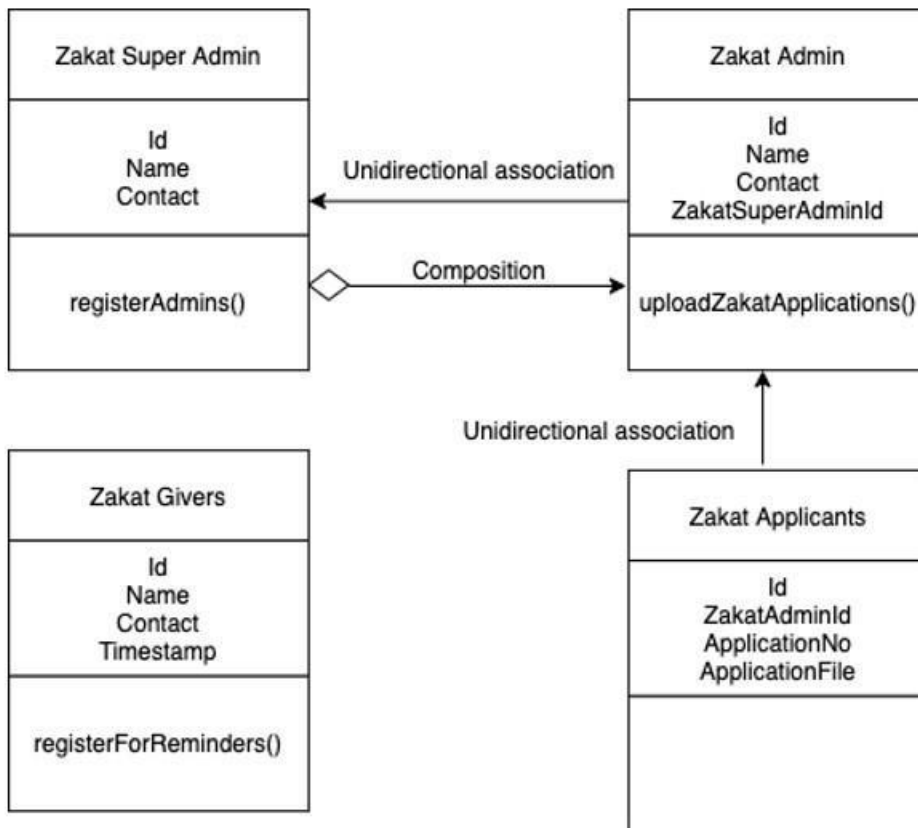 Zakat Super Admin
Id
Name
Contact
registerAdmins()
Unidirectional association
Composition
Zakat Admin
Id
Name
Contact
ZakatSuperAdminId
uploadZakatApplications()
Unidirectional association
Zakat Givers
Id
Name
Contact
Timestamp
registerForReminders()
Zakat Applicants
Id
ZakatAdminId
ApplicationNo
ApplicationFile